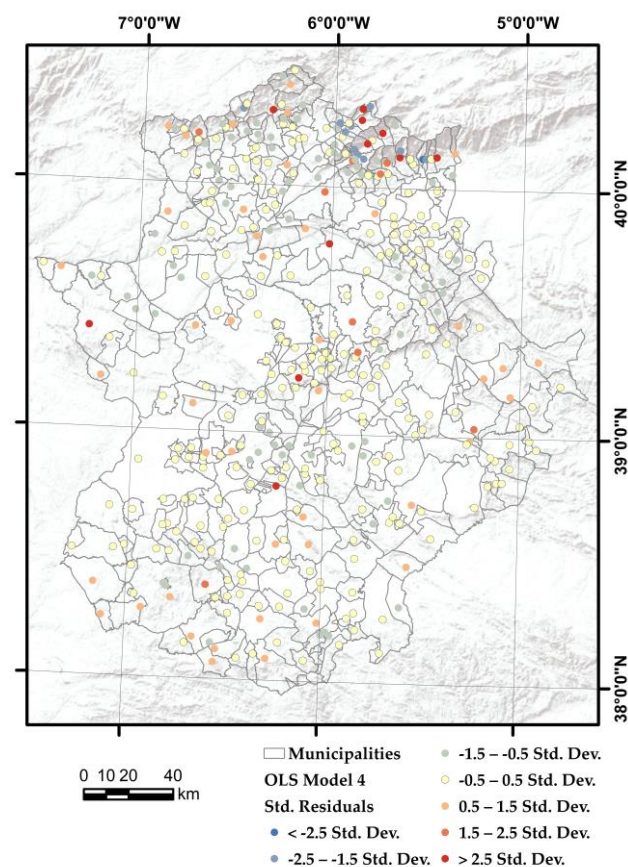 7°0'0"W 6°0'0"W 5°0'0"W
40°0'0"N
39°0'0"N
38°0'0"N
Municipalities
OLS Model 4
Std. Residuals
< -2.5 Std. Dev.
-2.5 – -1.5 Std. Dev.
-1.5 – -0.5 Std. Dev.
-0.5 – 0.5 Std. Dev.
0.5 – 1.5 Std. Dev.
1.5 – 2.5 Std. Dev.
> 2.5 Std. Dev.
0 10 20 40
km